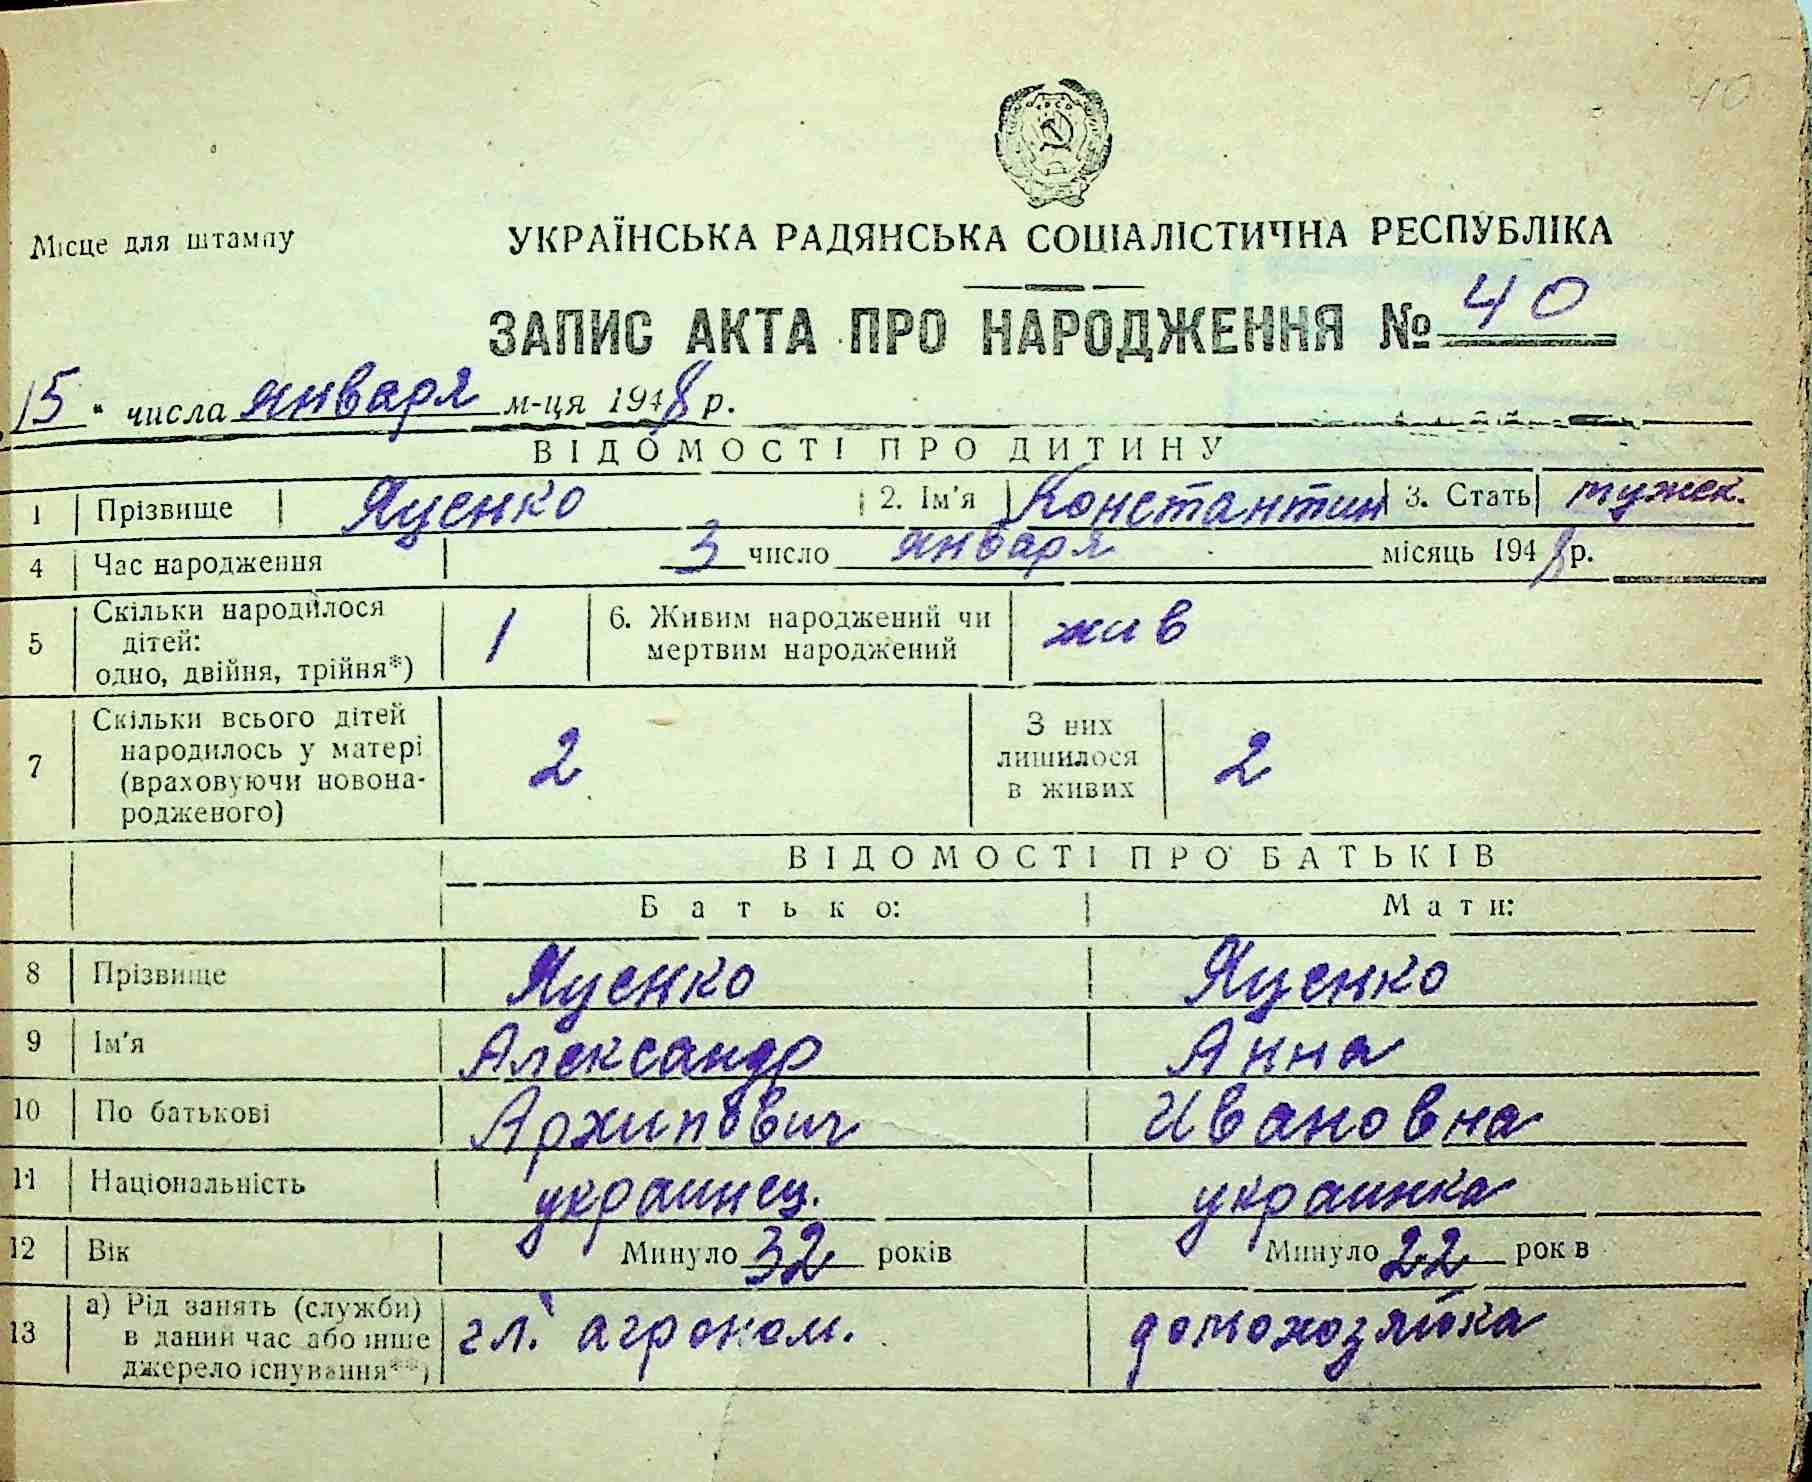 40
Місце для штампу
УКРАЇНСЬКА РАДЯНСЬКА СОЦІАЛІСТИЧНА РЕСПУБЛІКА
ЗАПИС АКТА ПРО НАРОДЖЕННЯ № 40
15 " числа января м-ця 1948 р.
ВІДОМОСТІ ПРО ДИТИНУ
1 Прізвище Яценко 2. Ім'я Константин 3. Стать мужск.
4 Час народження 3 число января місяць 1948 р.
5 Скільки народилося дітей: одно, двійня, трійня*) 1 6. Живим народжений чи мертвим народжений жив
7 Скільки всього дітей народилось у матері (враховуючи новона-родженого) 2 З них лишилося в живих 2
ВІДОМОСТІ ПРО БАТЬКІВ
Батько: Мати:
8 Прізвище Яценко Яценко
9 Ім'я Александр Анна
10 По батькові Архипович Ивановна
11 Національність украинец. украинка
12 Вік Минуло 32 років Минуло 22 рок в
13 а) Рід занять (служби) в даний час або інше джерело існування**) гл. агроном. домохозяйка